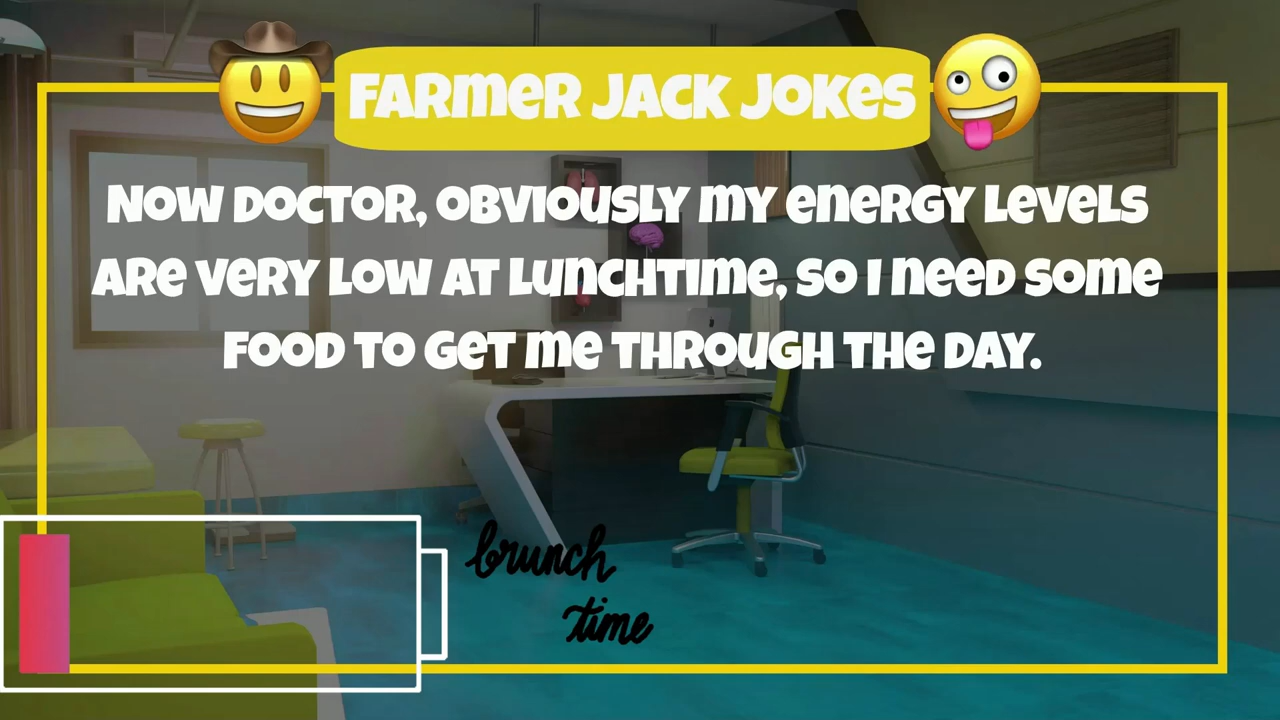 FARMER JACK JOKES
NOW DOCTOR, OBVIOUSLY MY ENERGY LEVELS
ARE VERY LOW AT LUNCHTIME, SO I NEED SOME
FOOD TO GET ME THROUGH THE DAY.
brunch
time